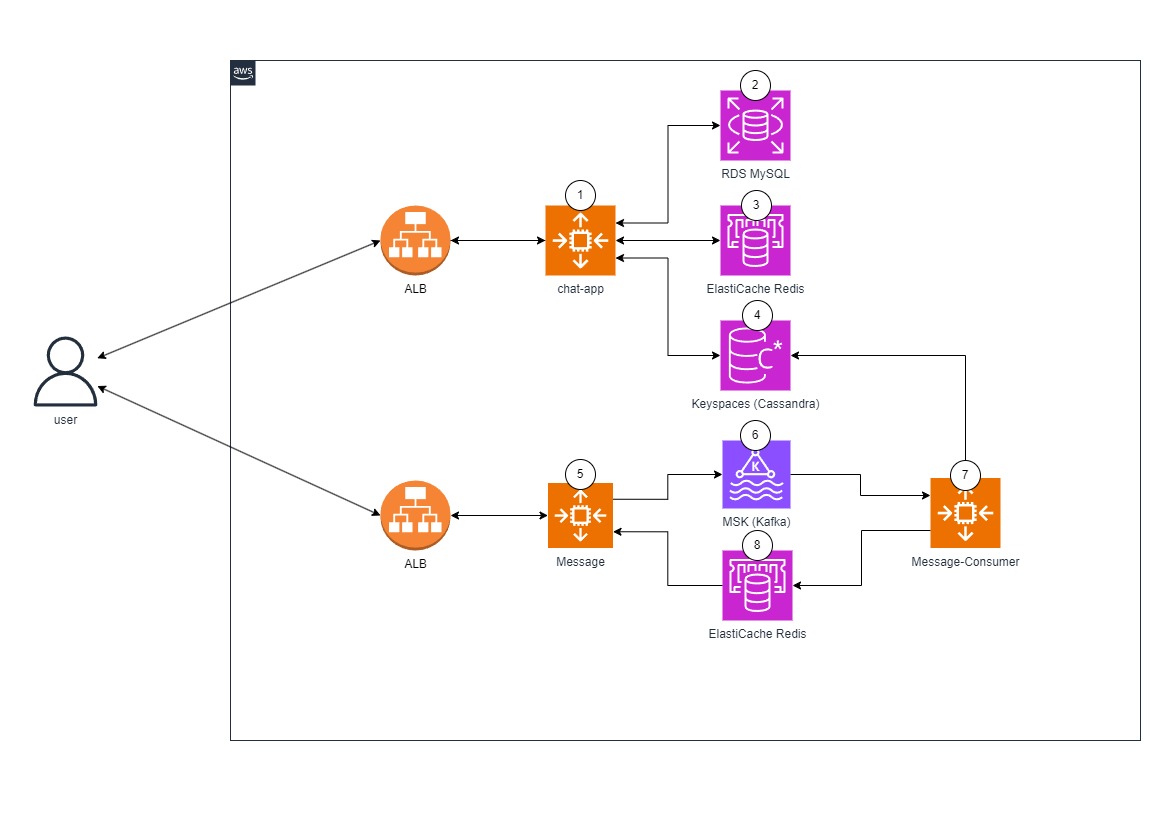 aws
2
RDS MySQL
1
3
ALB
chat-app
ElastiCache Redis
4
C*
Keyspaces (Cassandra)
user
6
K
5
7
MSK (Kafka)
8
ALB
Message
Message-Consumer
ElastiCache Redis